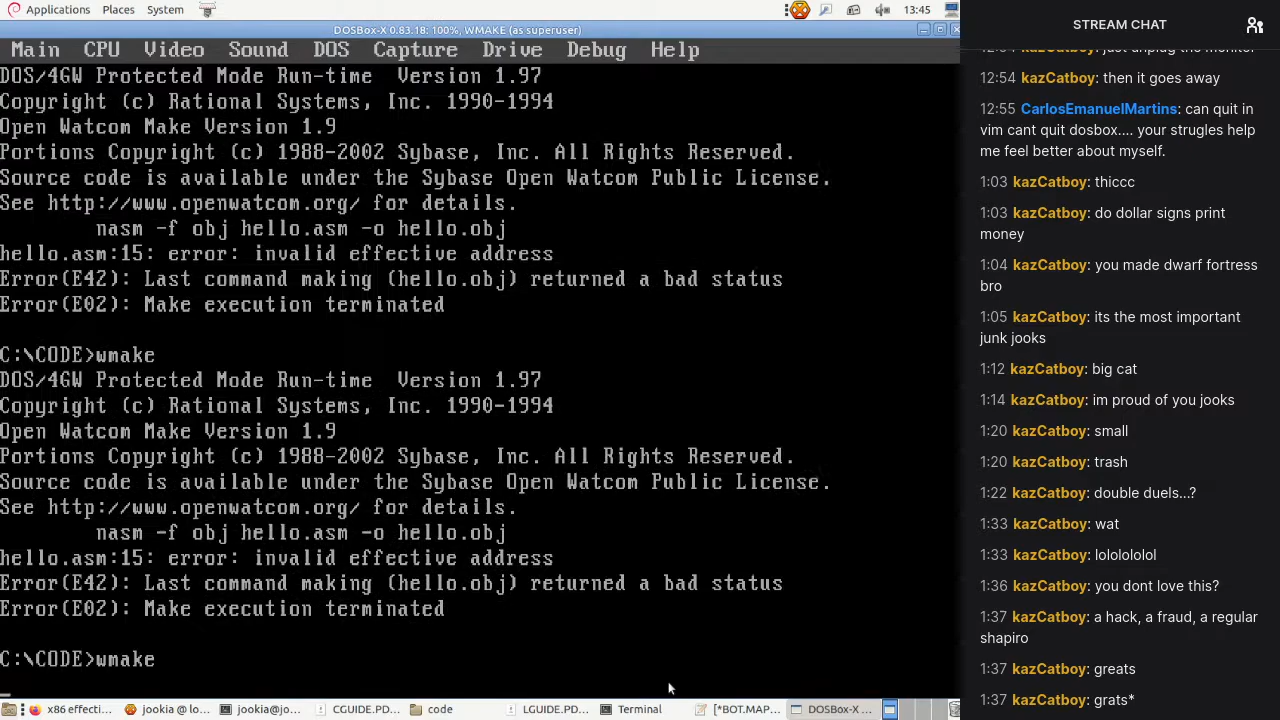 Applications Places System
13:45
DOSBox-X 0.83.18: 100%, WMAKE (as superuser)
Main CPU Video Sound DOS Capture Drive Debug Help
DOS/4GW Protected Mode Run-time Version 1.97
Copyright (c) Rational Systems, Inc. 1990-1994
Open Watcom Make Version 1.9
Portions Copyright (c) 1988-2002 Sybase, Inc. All Rights Reserved.
Source code is available under the Sybase Open Watcom Public License.
See http://www.openwatcom.org/ for details.
nasm -f obj hello.asm -o hello.obj
hello.asm:15: error: invalid effective address
Error(E42): Last command making (hello.obj) returned a bad status
Error(E02): Make execution terminated
C:\CODE>wmake
DOS/4GW Protected Mode Run-time Version 1.97
Copyright (c) Rational Systems, Inc. 1990-1994
Open Watcom Make Version 1.9
Portions Copyright (c) 1988-2002 Sybase, Inc. All Rights Reserved.
Source code is available under the Sybase Open Watcom Public License.
See http://www.openwatcom.org/ for details.
nasm -f obj hello.asm -o hello.obj
hello.asm:15: error: invalid effective address
Error(E42): Last command making (hello.obj) returned a bad status
Error(E02): Make execution terminated
C:\CODE>wmake
x86 effecti... jookia @ lo... jookia@jo... CGUIDE.PD... code LGUIDE.PD... Terminal [*BOT.MAP... DOSBox-X ...
STREAM CHAT
12:54 kazCatboy: just unplug the monitor
12:54 kazCatboy: then it goes away
12:55 CarlosEmanuelMartins: can quit in
vim cant quit dosbox.... your strugles help
me feel better about myself.
1:03 kazCatboy: thiccc
1:03 kazCatboy: do dollar signs print
money
1:04 kazCatboy: you made dwarf fortress
bro
1:05 kazCatboy: its the most important
junk jooks
1:12 kazCatboy: big cat
1:14 kazCatboy: im proud of you jooks
1:20 kazCatboy: small
1:20 kazCatboy: trash
1:22 kazCatboy: double duels...?
1:33 kazCatboy: wat
1:33 kazCatboy: lolololol
1:36 kazCatboy: you dont love this?
1:37 kazCatboy: a hack, a fraud, a regular
shapiro
1:37 kazCatboy: greats
1:37 kazCatboy: grats*